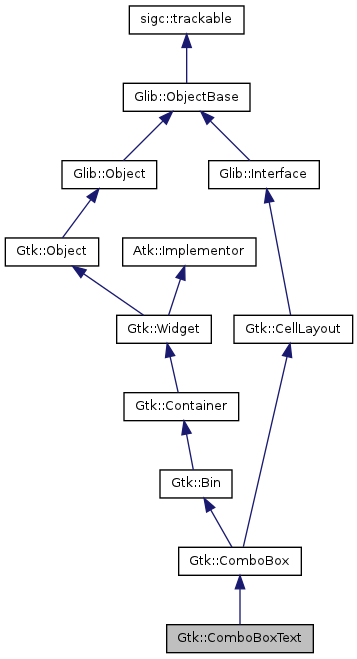 sigc::trackable
Glib::ObjectBase
Glib::Object
Glib::Interface
Gtk::Object
Atk::Implementor
Gtk::Widget
Gtk::CellLayout
Gtk::Container
Gtk::Bin
Gtk::ComboBox
Gtk::ComboBoxText